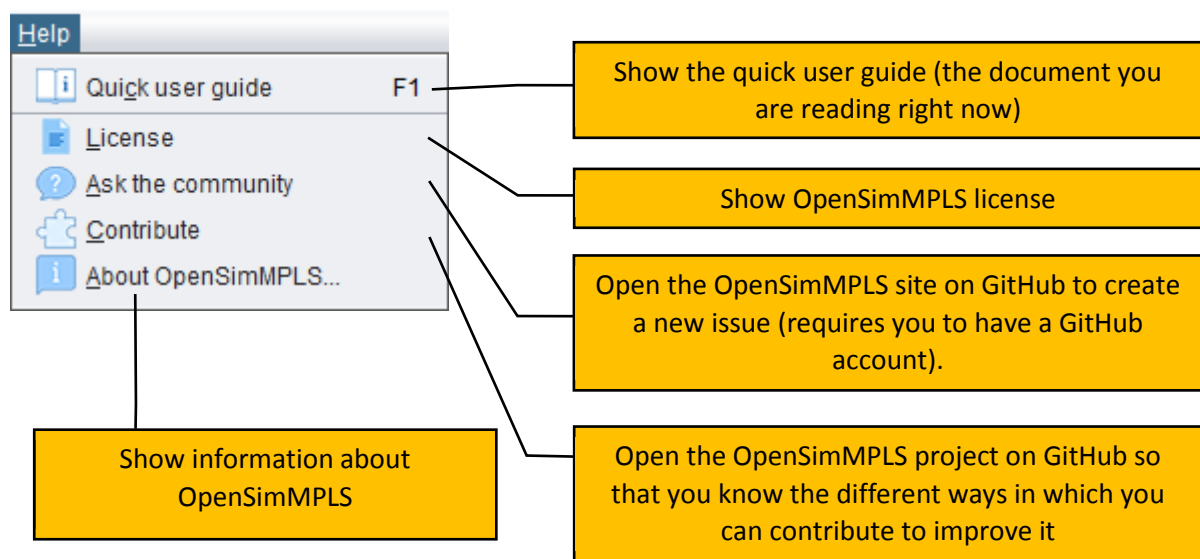 Help
Quick user guide F1
License
Ask the community
Contribute
About OpenSimMPLS...
Show the quick user guide (the document you
are reading right now)
Show OpenSimMPLS license
Open the OpenSimMPLS site on GitHub to create
a new issue (requires you to have a GitHub
account).
Show information about
OpenSimMPLS
Open the OpenSimMPLS project on GitHub so
that you know the different ways in which you
can contribute to improve it